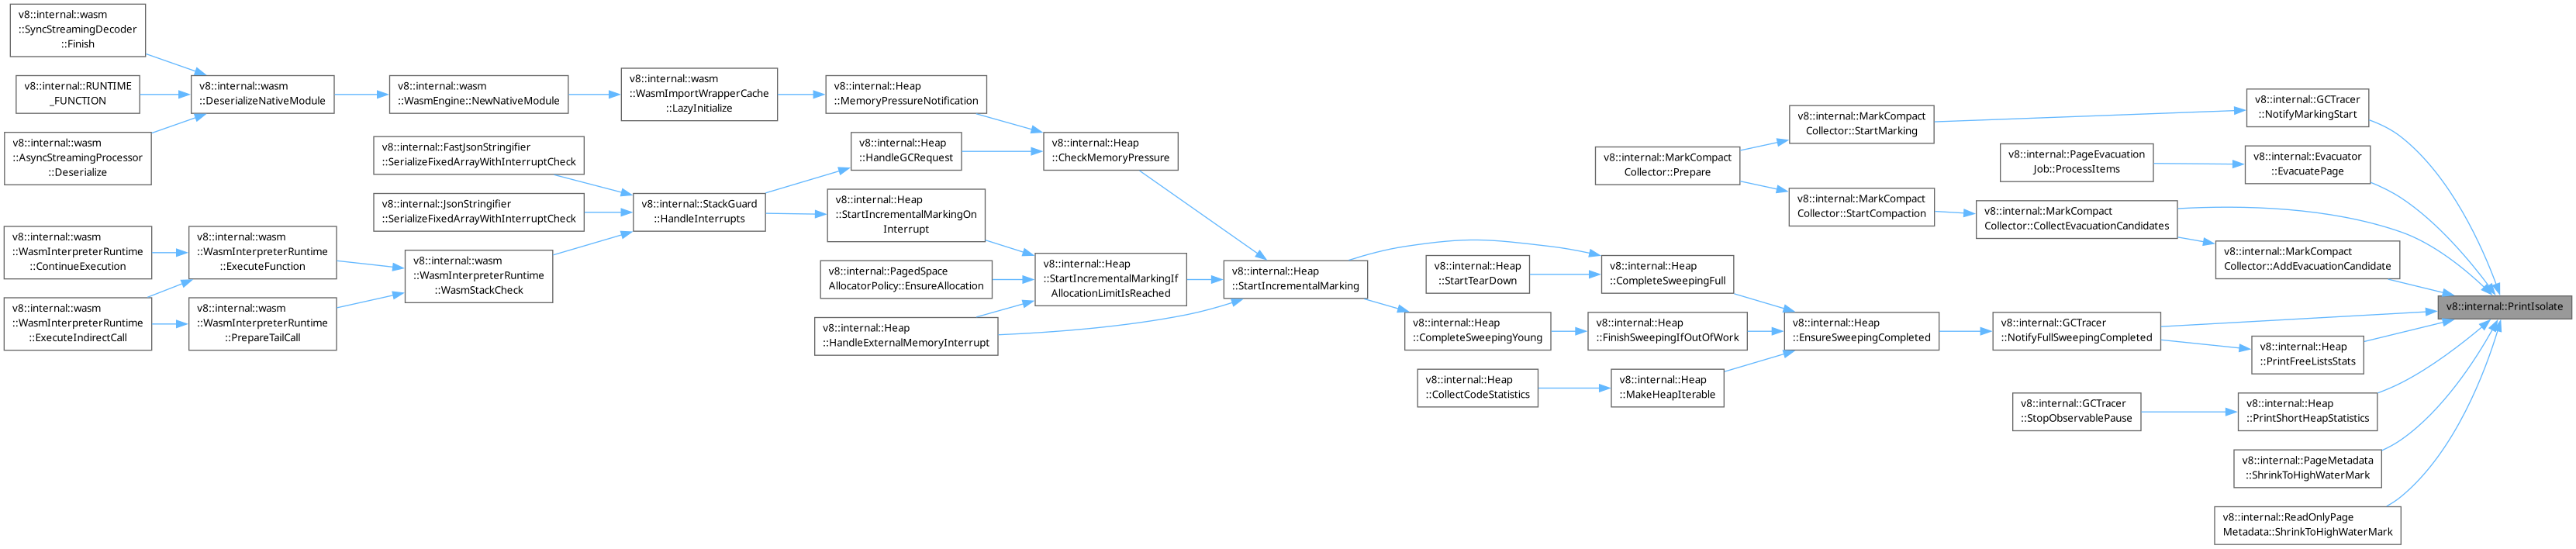 v8::internal::wasm
::SyncStreamingDecoder
::Finish
v8::internal::RUNTIME
_FUNCTION
v8::internal::wasm
::AsyncStreamingProcessor
::Deserialize
v8::internal::wasm
::DeserializeNativeModule
v8::internal::wasm
::WasmEngine::NewNativeModule
v8::internal::wasm
::WasmImportWrapperCache
::LazyInitialize
v8::internal::Heap
::MemoryPressureNotification
v8::internal::FastJsonStringifier
::SerializeFixedArrayWithInterruptCheck
v8::internal::JsonStringifier
::SerializeFixedArrayWithInterruptCheck
v8::internal::wasm
::WasmInterpreterRuntime
::ContinueExecution
v8::internal::wasm
::WasmInterpreterRuntime
::ExecuteIndirectCall
v8::internal::wasm
::WasmInterpreterRuntime
::ExecuteFunction
v8::internal::wasm
::WasmInterpreterRuntime
::PrepareTailCall
v8::internal::wasm
::WasmInterpreterRuntime
::WasmStackCheck
v8::internal::StackGuard
::HandleInterrupts
v8::internal::Heap
::HandleGCRequest
v8::internal::Heap
::StartIncrementalMarkingOn
Interrupt
v8::internal::PagedSpace
AllocatorPolicy::EnsureAllocation
v8::internal::Heap
::HandleExternalMemoryInterrupt
v8::internal::Heap
::CheckMemoryPressure
v8::internal::Heap
::StartIncrementalMarkingIf
AllocationLimitIsReached
v8::internal::Heap
::StartIncrementalMarking
v8::internal::Heap
::StartTearDown
v8::internal::Heap
::CompleteSweepingYoung
v8::internal::Heap
::CollectCodeStatistics
v8::internal::Heap
::CompleteSweepingFull
v8::internal::Heap
::FinishSweepingIfOutOfWork
v8::internal::Heap
::MakeHeapIterable
v8::internal::MarkCompact
Collector::Prepare
v8::internal::MarkCompact
Collector::StartMarking
v8::internal::MarkCompact
Collector::StartCompaction
v8::internal::Heap
::EnsureSweepingCompleted
v8::internal::PageEvacuation
Job::ProcessItems
v8::internal::MarkCompact
Collector::CollectEvacuationCandidates
v8::internal::GCTracer
::NotifyFullSweepingCompleted
v8::internal::GCTracer
::StopObservablePause
v8::internal::GCTracer
::NotifyMarkingStart
v8::internal::Evacuator
::EvacuatePage
v8::internal::MarkCompact
Collector::AddEvacuationCandidate
v8::internal::Heap
::PrintFreeListsStats
v8::internal::Heap
::PrintShortHeapStatistics
v8::internal::PageMetadata
::ShrinkToHighWaterMark
v8::internal::ReadOnlyPage
Metadata::ShrinkToHighWaterMark
v8::internal::PrintIsolate